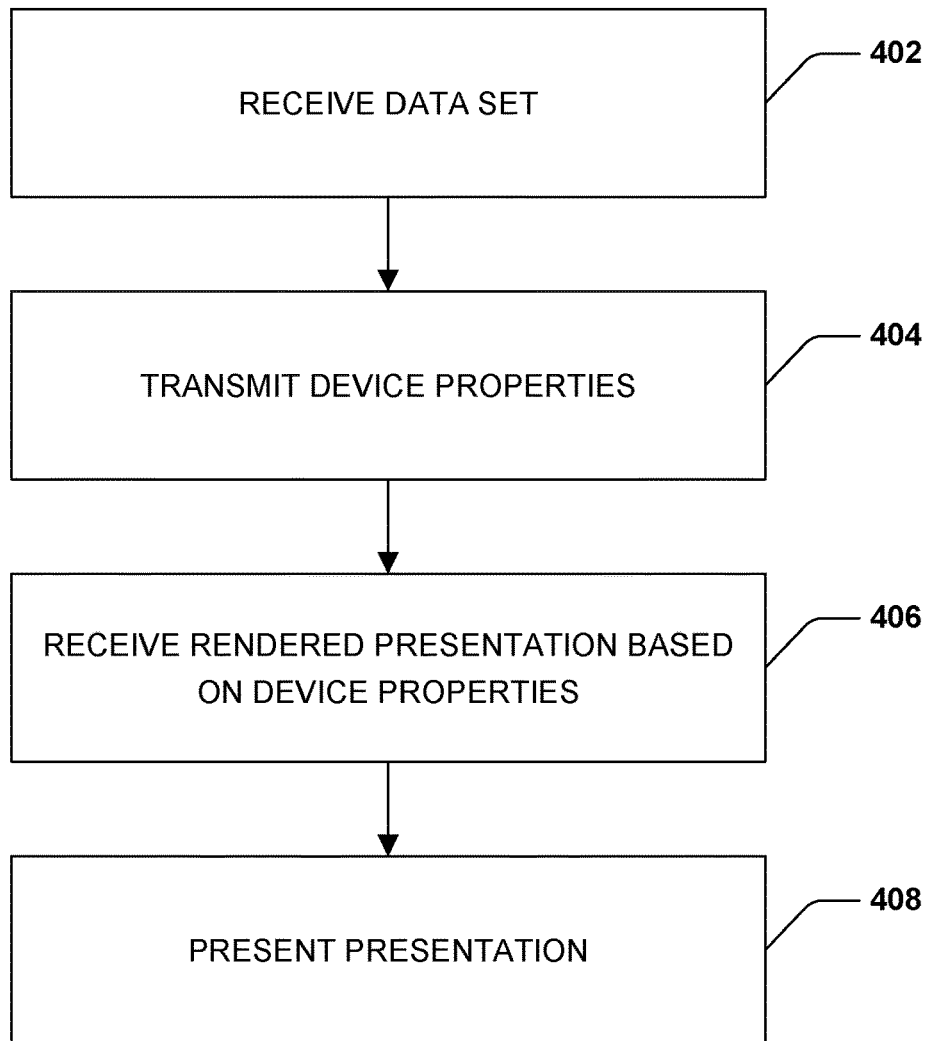 402
RECEIVE DATA SET
404
TRANSMIT DEVICE PROPERTIES
406
RECEIVE RENDERED PRESENTATION BASED
ON DEVICE PROPERTIES
408
PRESENT PRESENTATION